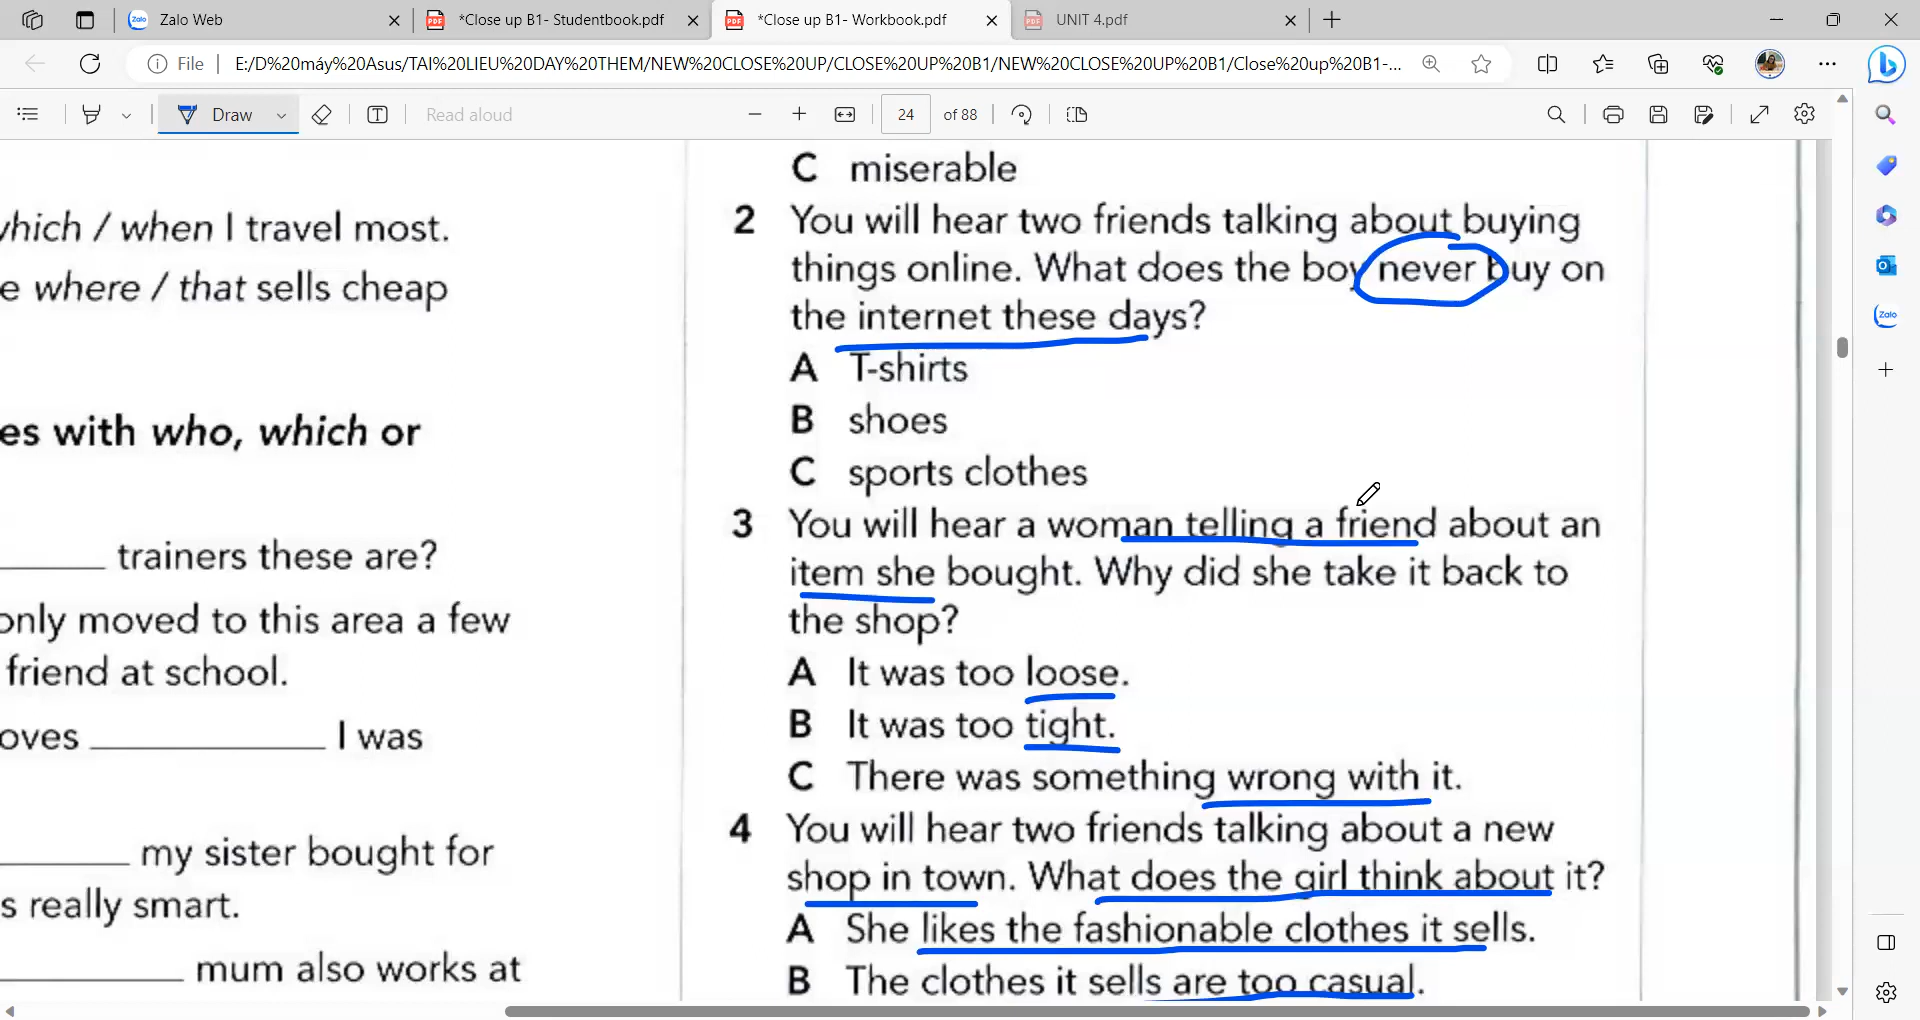 Zalo Web
*Close up B1- Studentbook.pdf
*Close up B1- Workbook.pdf
UNIT 4.pdf
File
E:/D%20máy%20Asus/TAI%20LIEU%20DAY%20THEM/NEW%20CLOSE%20UP/CLOSE%20UP%20B1/NEW%20CLOSE%20UP%20B1/Close%20up%20B1-...
Draw
Read aloud
24
of 88
which / when I travel most.
e where / that sells cheap
es with who, which or
trainers these are?
only moved to this area a few
friend at school.
oves ____________ I was
my sister bought for
s really smart.
mum also works at
C miserable
2 You will hear two friends talking about buying
things online. What does the boy never buy on
the internet these days?
A T-shirts
B shoes
C sports clothes
3 You will hear a woman telling a friend about an
item she bought. Why did she take it back to
the shop?
A It was too loose.
B It was too tight.
C There was something wrong with it.
4 You will hear two friends talking about a new
shop in town. What does the girl think about it?
A She likes the fashionable clothes it sells.
B The clothes it sells are too casual.